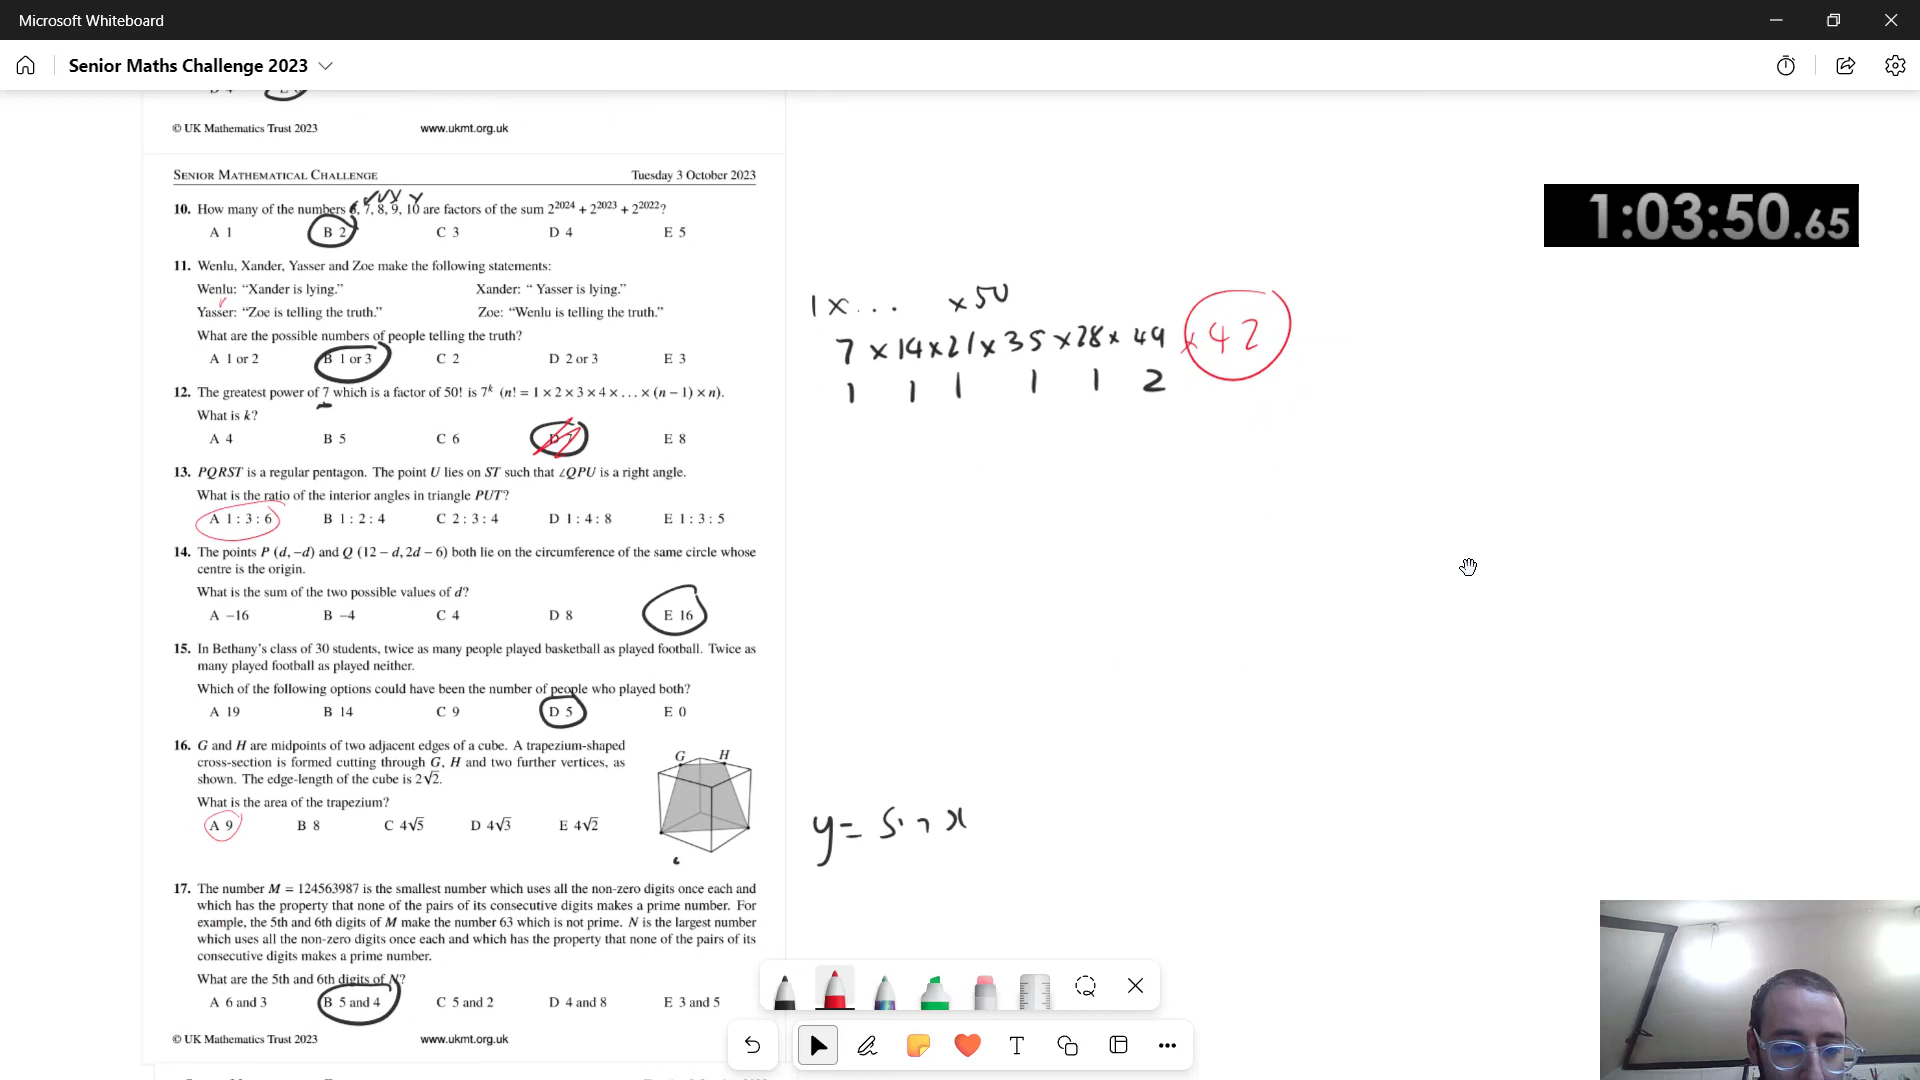 Microsoft Whiteboard
Senior Maths Challenge 2023
© UK Mathematics Trust 2023 www.ukmt.org.uk
SENIOR MATHEMATICAL CHALLENGE Tuesday 3 October 2023
10. How many of the numbers 6, 7, 8, 9, 10 are factors of the sum 2^2024 + 2^2023 + 2^2022?
A 1 B 2 C 3 D 4 E 5
11. Wenlu, Xander, Yasser and Zoe make the following statements:
Wenlu: “Xander is lying.” Xander: “ Yasser is lying.”
Yasser: “Zoe is telling the truth.” Zoe: “Wenlu is telling the truth.”
What are the possible numbers of people telling the truth?
A 1 or 2 B 1 or 3 C 2 D 2 or 3 E 3
12. The greatest power of 7 which is a factor of 50! is 7^k (n! = 1 × 2 × 3 × 4 × . . . × (n − 1) × n).
What is k?
A 4 B 5 C 6 D 7 E 8
13. PQRST is a regular pentagon. The point U lies on ST such that ∠QPU is a right angle.
What is the ratio of the interior angles in triangle PUT?
A 1 : 3 : 6 B 1 : 2 : 4 C 2 : 3 : 4 D 1 : 4 : 8 E 1 : 3 : 5
14. The points P (d, −d) and Q (12 − d, 2d − 6) both lie on the circumference of the same circle whose
centre is the origin.
What is the sum of the two possible values of d?
A −16 B −4 C 4 D 8 E 16
15. In Bethany’s class of 30 students, twice as many people played basketball as played football. Twice as
many played football as played neither.
Which of the following options could have been the number of people who played both?
A 19 B 14 C 9 D 5 E 0
16. G and H are midpoints of two adjacent edges of a cube. A trapezium-shaped
cross-section is formed cutting through G, H and two further vertices, as
shown. The edge-length of the cube is 2√2.
What is the area of the trapezium?
A 9 B 8 C 4√5 D 4√3 E 4√2
G H
17. The number M = 124563987 is the smallest number which uses all the non-zero digits once each and
which has the property that none of the pairs of its consecutive digits makes a prime number. For
example, the 5th and 6th digits of M make the number 63 which is not prime. N is the largest number
which uses all the non-zero digits once each and which has the property that none of the pairs of its
consecutive digits makes a prime number.
What are the 5th and 6th digits of N?
A 6 and 3 B 5 and 4 C 5 and 2 D 4 and 8 E 3 and 5
© UK Mathematics Trust 2023 www.ukmt.org.uk
1:03:50.65
1 × . . . × 50
7 × 14 × 21 × 35 × 28 × 49 × 42
1 1 1 1 1 2
y = sin x